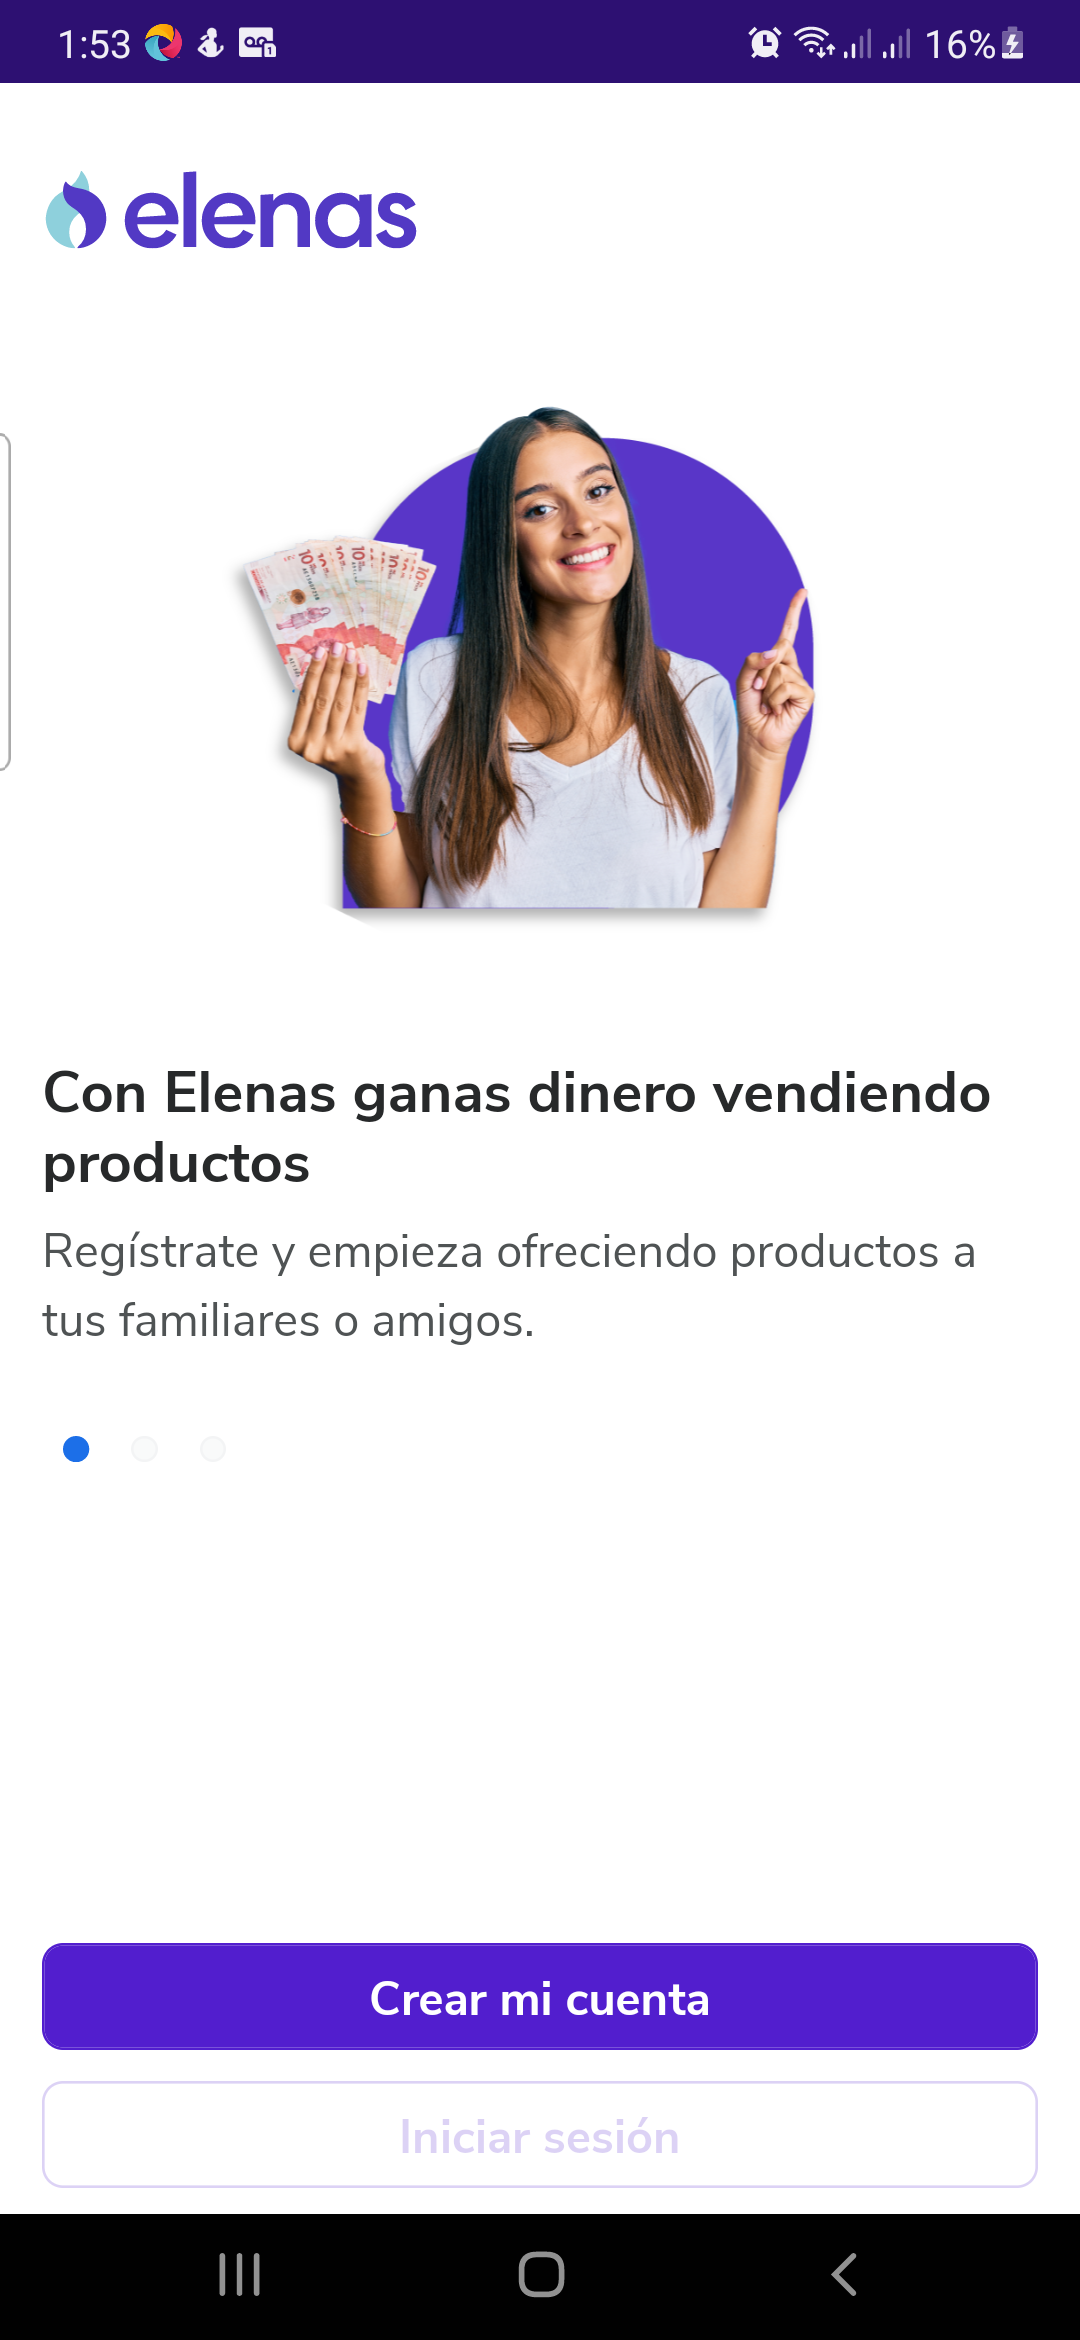 1:53
16%
elenas
Con Elenas ganas dinero vendiendo
productos
Regístrate y empieza ofreciendo productos a
tus familiares o amigos.
Crear mi cuenta
Iniciar sesión